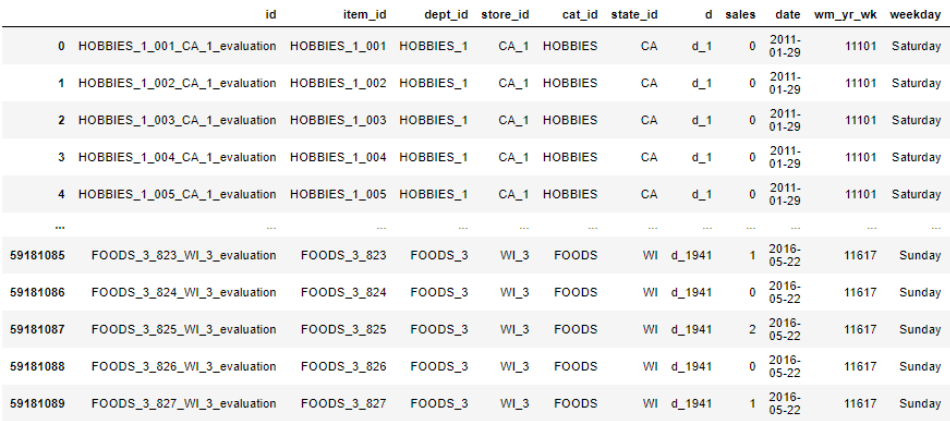 id item_id dept_id store_id cat_id state_id d sales date wm_yr_wk weekday
0 HOBBIES_1_001_CA_1_evaluation HOBBIES_1_001 HOBBIES_1 CA_1 HOBBIES CA d_1 0 2011-01-29 11101 Saturday
1 HOBBIES_1_002_CA_1_evaluation HOBBIES_1_002 HOBBIES_1 CA_1 HOBBIES CA d_1 0 2011-01-29 11101 Saturday
2 HOBBIES_1_003_CA_1_evaluation HOBBIES_1_003 HOBBIES_1 CA_1 HOBBIES CA d_1 0 2011-01-29 11101 Saturday
3 HOBBIES_1_004_CA_1_evaluation HOBBIES_1_004 HOBBIES_1 CA_1 HOBBIES CA d_1 0 2011-01-29 11101 Saturday
4 HOBBIES_1_005_CA_1_evaluation HOBBIES_1_005 HOBBIES_1 CA_1 HOBBIES CA d_1 0 2011-01-29 11101 Saturday
... ... ... ... ... ... ... ... ... ... ... ...
59181085 FOODS_3_823_WI_3_evaluation FOODS_3_823 FOODS_3 WI_3 FOODS WI d_1941 1 2016-05-22 11617 Sunday
59181086 FOODS_3_824_WI_3_evaluation FOODS_3_824 FOODS_3 WI_3 FOODS WI d_1941 0 2016-05-22 11617 Sunday
59181087 FOODS_3_825_WI_3_evaluation FOODS_3_825 FOODS_3 WI_3 FOODS WI d_1941 2 2016-05-22 11617 Sunday
59181088 FOODS_3_826_WI_3_evaluation FOODS_3_826 FOODS_3 WI_3 FOODS WI d_1941 0 2016-05-22 11617 Sunday
59181089 FOODS_3_827_WI_3_evaluation FOODS_3_827 FOODS_3 WI_3 FOODS WI d_1941 1 2016-05-22 11617 Sunday